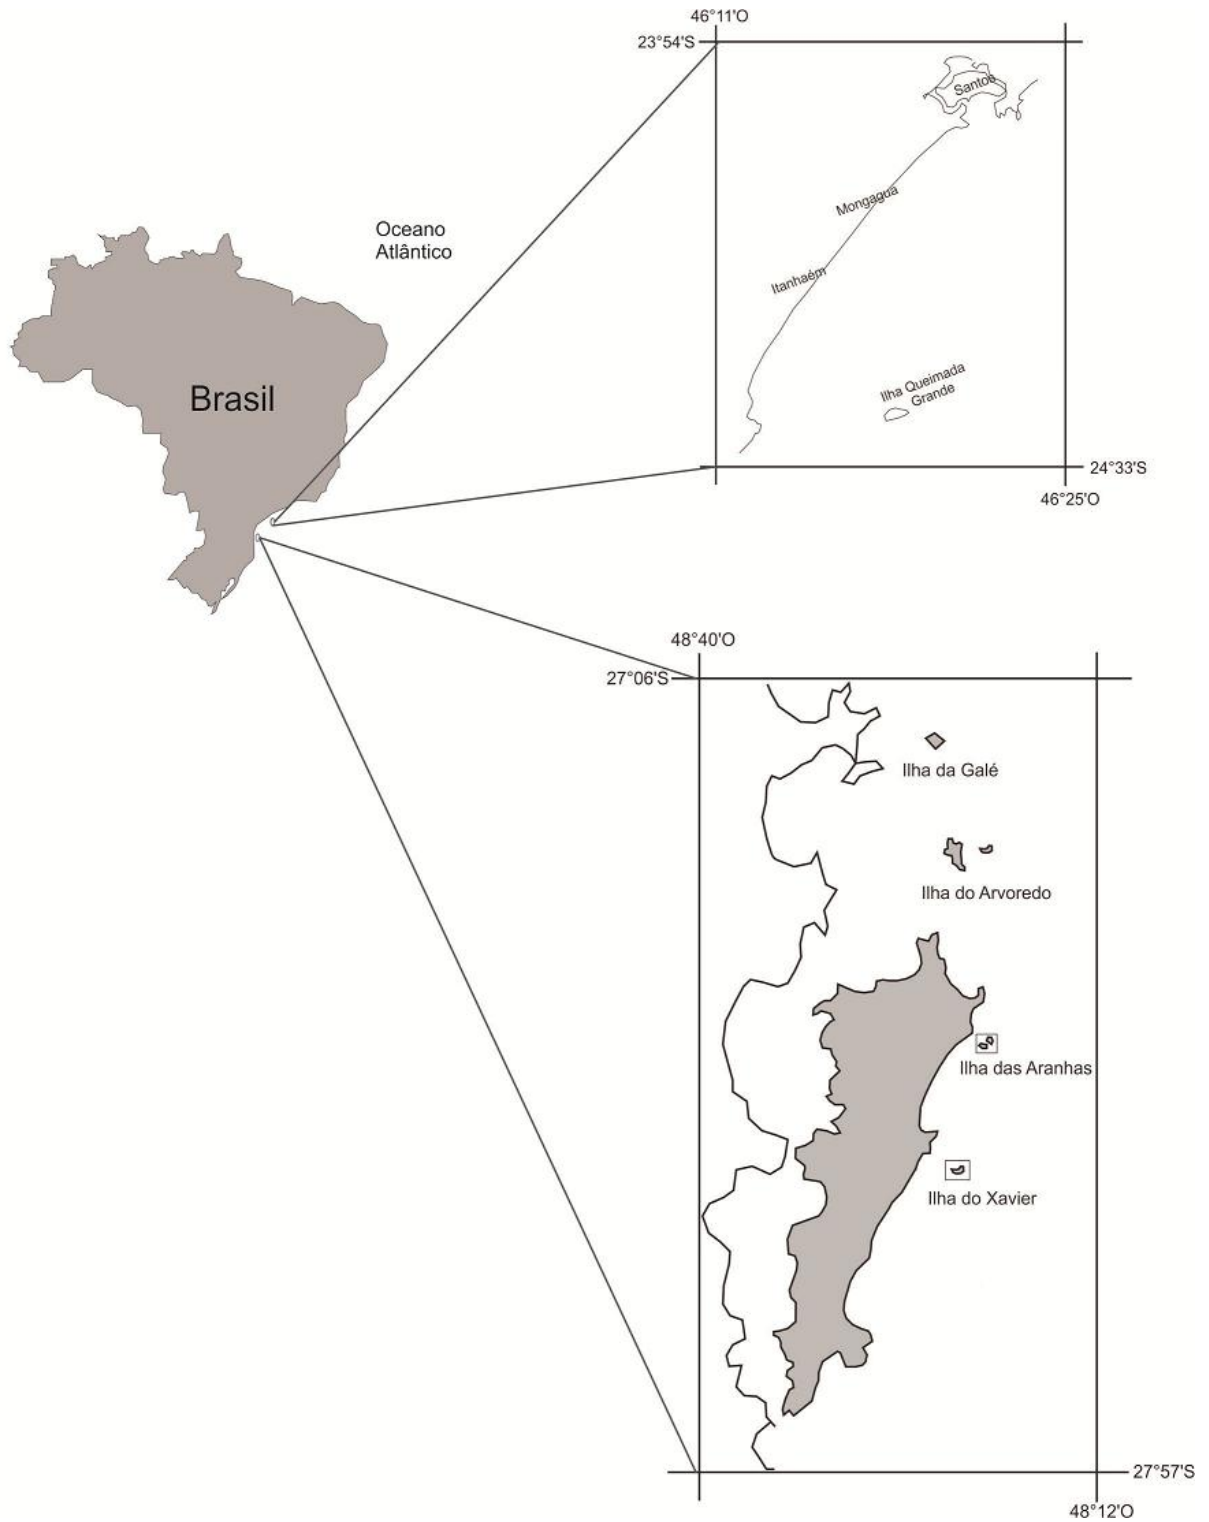 46°11'O
23°54'S
Santos
Mongagua
Itanhaém
Ilha Queimada
Grande
24°33'S
46°25'O
Oceano
Atlântico
Brasil
48°40'O
27°06'S
Ilha da Galé
Ilha do Arvoredo
Ilha das Aranhas
Ilha do Xavier
27°57'S
48°12'O